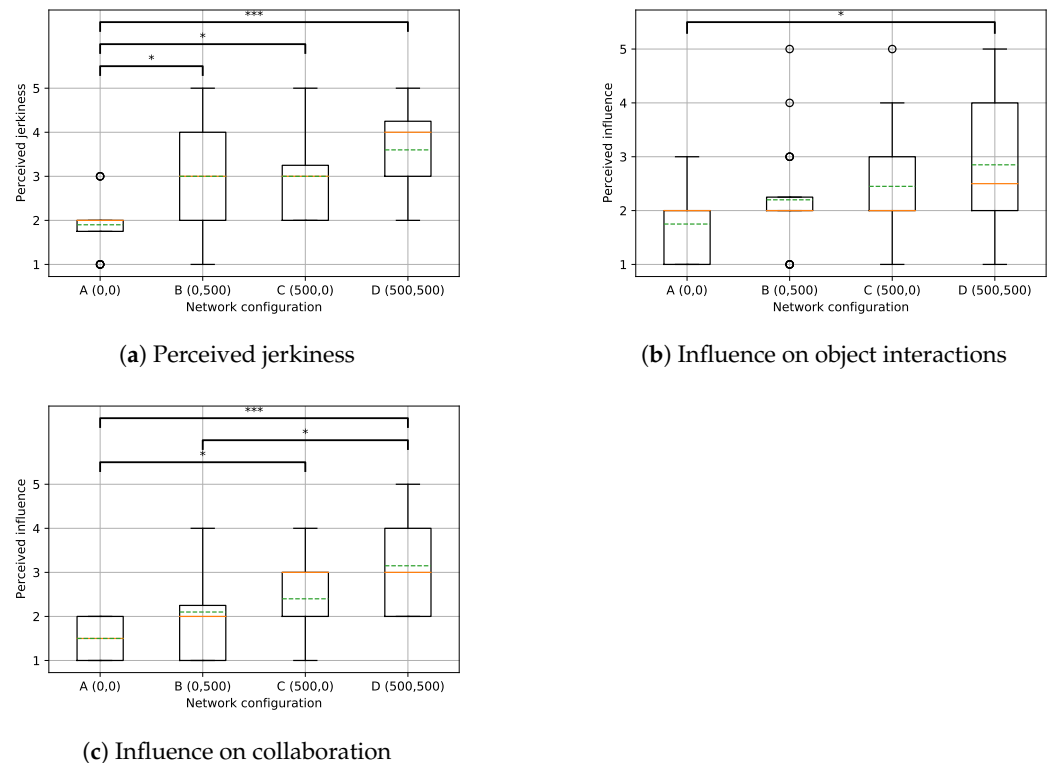 ***
*
*
5
4
3
2
1
Perceived jerkiness
A (0,0) B (0,500) C (500,0) D (500,500)
Network configuration
(a) Perceived jerkiness
*
5
4
3
2
1
Perceived influence
A (0,0) B (0,500) C (500,0) D (500,500)
Network configuration
(b) Influence on object interactions
***
*
*
5
4
3
2
1
Perceived influence
A (0,0) B (0,500) C (500,0) D (500,500)
Network configuration
(c) Influence on collaboration